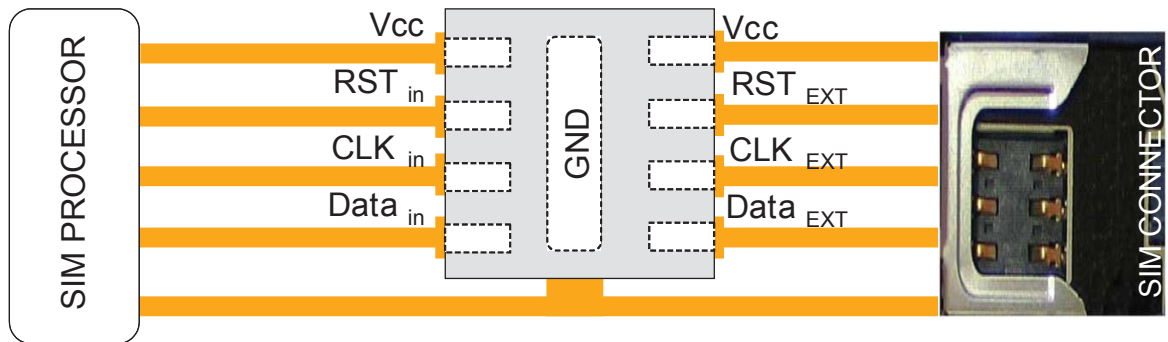 SIM PROCESSOR
Vcc
RST in
CLK in
Data in
GND
Vcc
RST EXT
CLK EXT
Data EXT
SIM CONNECTOR